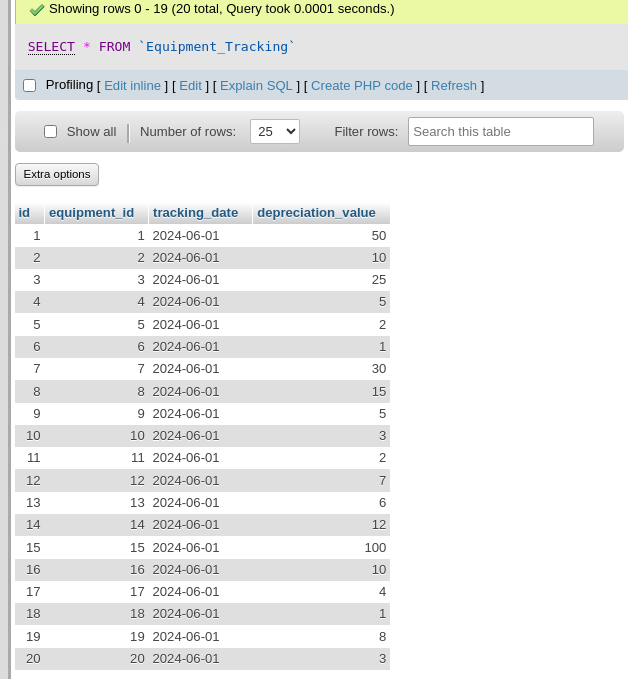 Showing rows 0 - 19 (20 total, Query took 0.0001 seconds.)
SELECT * FROM `Equipment_Tracking`
Profiling [ Edit inline ] [ Edit ] [ Explain SQL ] [ Create PHP code ] [ Refresh ]
Show all Number of rows: 25 Filter rows: Search this table
Extra options
id equipment_id tracking_date depreciation_value
1 1 2024-06-01 50
2 2 2024-06-01 10
3 3 2024-06-01 25
4 4 2024-06-01 5
5 5 2024-06-01 2
6 6 2024-06-01 1
7 7 2024-06-01 30
8 8 2024-06-01 15
9 9 2024-06-01 5
10 10 2024-06-01 3
11 11 2024-06-01 2
12 12 2024-06-01 7
13 13 2024-06-01 6
14 14 2024-06-01 12
15 15 2024-06-01 100
16 16 2024-06-01 10
17 17 2024-06-01 4
18 18 2024-06-01 1
19 19 2024-06-01 8
20 20 2024-06-01 3